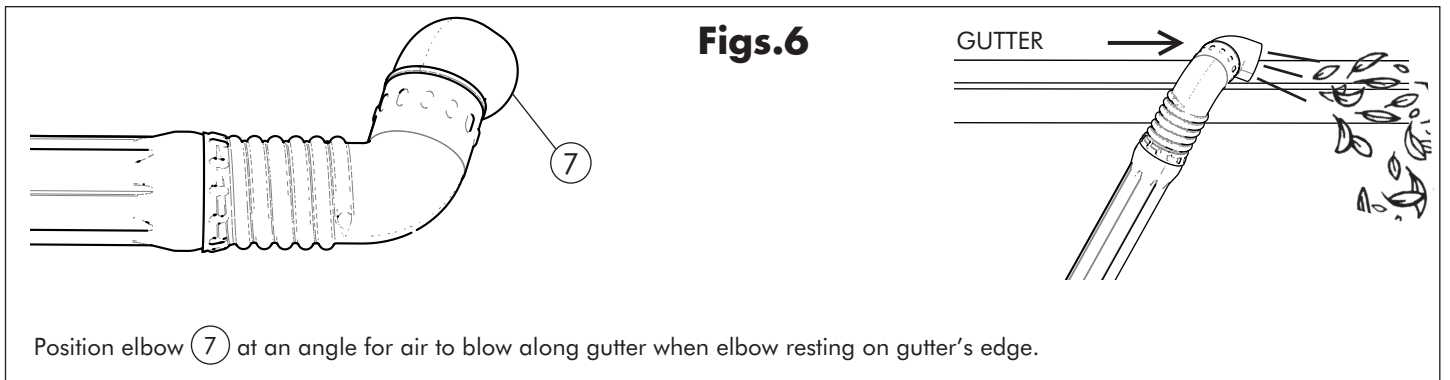 Figs.6
GUTTER
7
Position elbow 7 at an angle for air to blow along gutter when elbow resting on gutter’s edge.